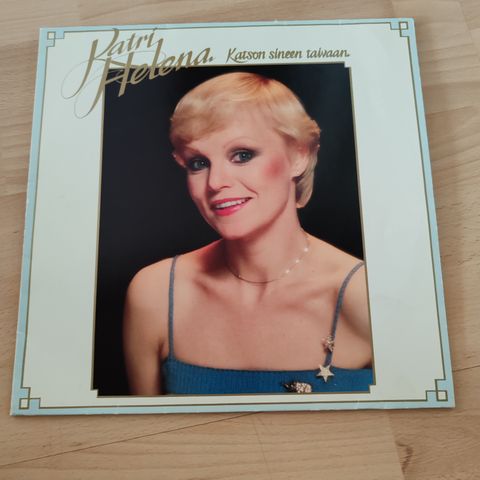 Katri
Helena. Katson sineen taivaan.